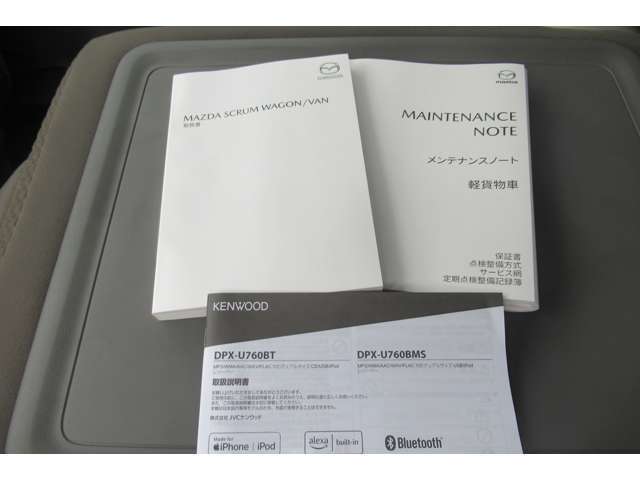 mazda
MAZDA SCRUM WAGON/VAN
取扱書
mazda
MAINTENANCE
NOTE
メンテナンスノート
軽貨物車
保証書
点検整備方式
サービス網
定期点検整備記録簿
KENWOOD
DPX-U760BT
DPX-U760BMS
取扱説明書
株式会社 JVCケンウッド
Made for
iPhone | iPod
alexa built-in
Bluetooth